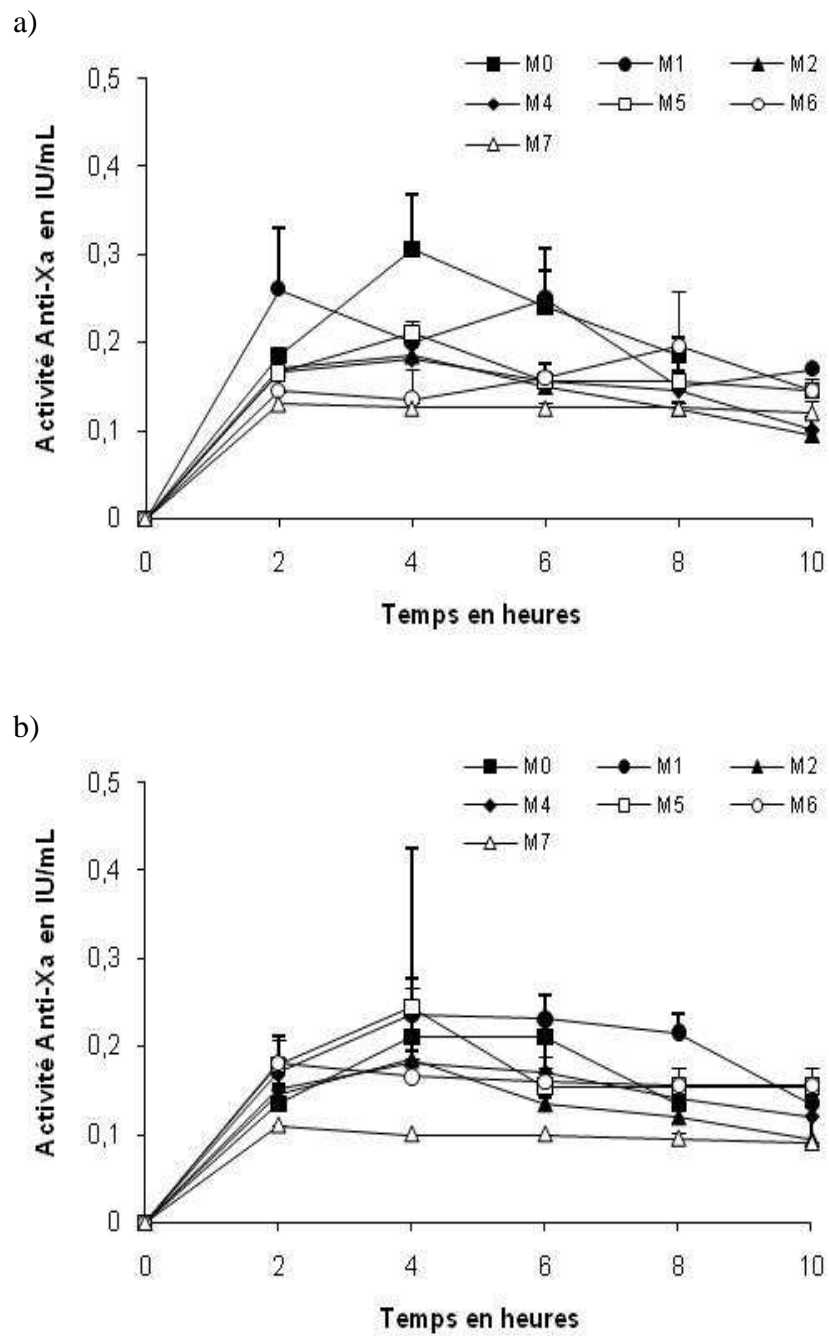 a)
M0 M1 M2
M4 M5 M6
M7
0,5
0,4
0,3
0,2
0,1
0
Activité Anti-Xa en IU/mL
0 2 4 6 8 10
Temps en heures
b)
M0 M1 M2
M4 M5 M6
M7
0,5
0,4
0,3
0,2
0,1
0
Activité Anti-Xa en IU/mL
0 2 4 6 8 10
Temps en heures